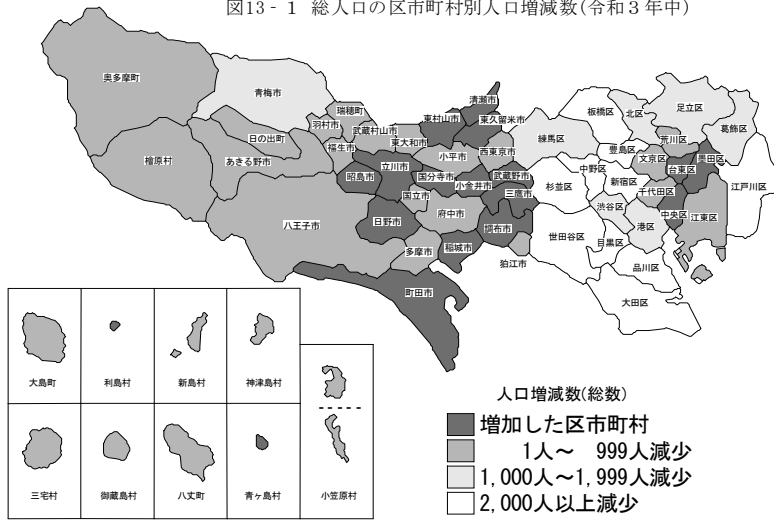 図13‐1 総人口の区市町村別人口増減数(令和３年中)
奥多摩町
青梅市
瑞穂町
羽村市
武蔵村山市
東村山市
清瀬市
東久留米市
板橋区
北区
足立区
葛飾区
日の出町
福生市
東大和市
小平市
西東京市
練馬区
豊島区
荒川区
文京区
台東区
墨田区
檜原村
あきる野市
昭島市
立川市
国分寺市
小金井市
武蔵野市
三鷹市
杉並区
中野区
新宿区
千代田区
江戸川区
八王子市
日野市
国立市
府中市
調布市
世田谷区
渋谷区
港区
中央区
江東区
多摩市
稲城市
狛江市
目黒区
品川区
町田市
大田区
大島町
利島村
新島村
神津島村
三宅村
御蔵島村
八丈町
青ヶ島村
小笠原村
人口増減数(総数)
増加した区市町村
1人～ 999人減少
1,000人～1,999人減少
2,000人以上減少